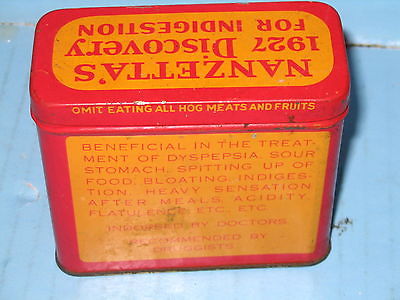 NANZETTA'S
1927 Discovery
FOR INDIGESTION
OMIT EATING ALL HOG MEATS AND FRUITS
BENEFICIAL IN THE TREAT-
MENT OF DYSPEPSIA, SOUR
STOMACH, SPITTING UP OF
FOOD, BLOATING, INDIGES-
TION, HEAVY SENSATION
AFTER MEALS, ACIDITY,
FLATULENCE ETC., ETC.
INDORSED BY DOCTORS
RECOMMENDED BY
DRUGGISTS